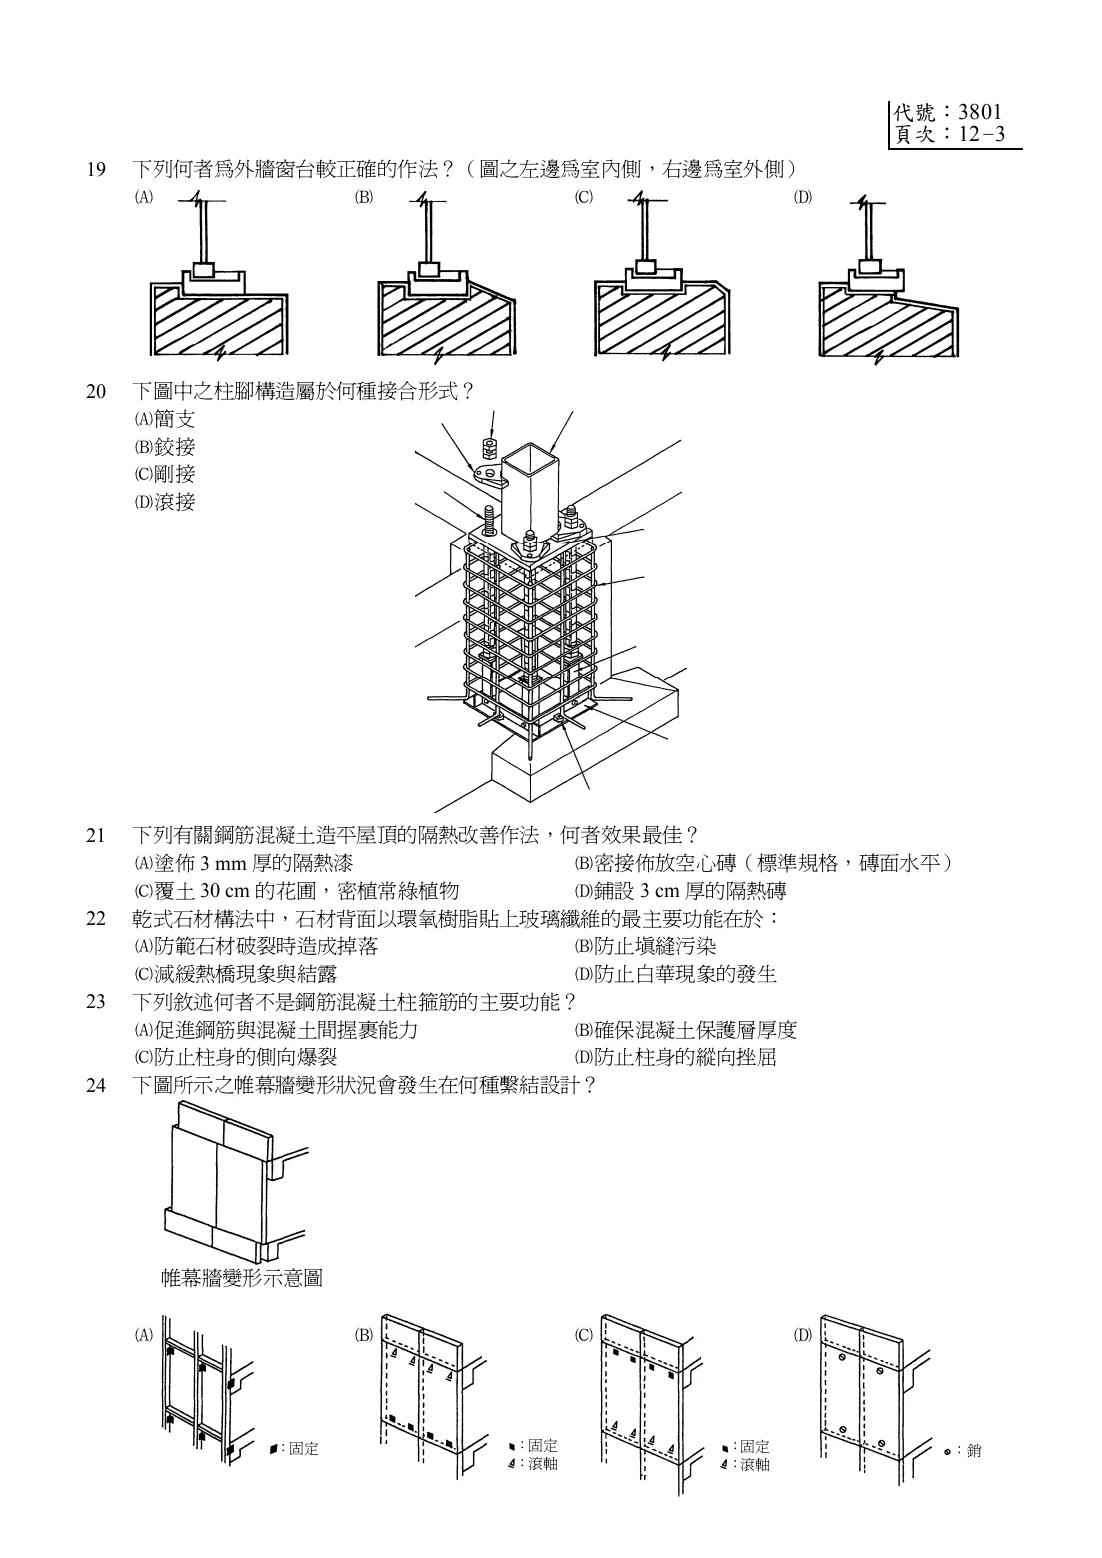 代號：3801
頁次：12-3
19 下列何者為外牆窗台較正確的作法？（圖之左邊為室內側，右邊為室外側）
(A) (B) (C) (D)
20 下圖中之柱腳構造屬於何種接合形式？
(A)簡支
(B)鉸接
(C)剛接
(D)滾接
21 下列有關鋼筋混凝土造平屋頂的隔熱改善作法，何者效果最佳？
(A)塗佈 3 mm 厚的隔熱漆 (B)密接佈放空心磚（標準規格，磚面水平）
(C)覆土 30 cm 的花圃，密植常綠植物 (D)鋪設 3 cm 厚的隔熱磚
22 乾式石材構法中，石材背面以環氧樹脂貼上玻璃纖維的最主要功能在於：
(A)防範石材破裂時造成掉落 (B)防止填縫污染
(C)減緩熱橋現象與結露 (D)防止白華現象的發生
23 下列敘述何者不是鋼筋混凝土柱箍筋的主要功能？
(A)促進鋼筋與混凝土間握裹能力 (B)確保混凝土保護層厚度
(C)防止柱身的側向爆裂 (D)防止柱身的縱向挫屈
24 下圖所示之帷幕牆變形狀況會發生在何種繫結設計？
帷幕牆變形示意圖
(A) (B) (C) (D)
：固定 ：固定 ：固定 ：銷
：滾軸 ：滾軸